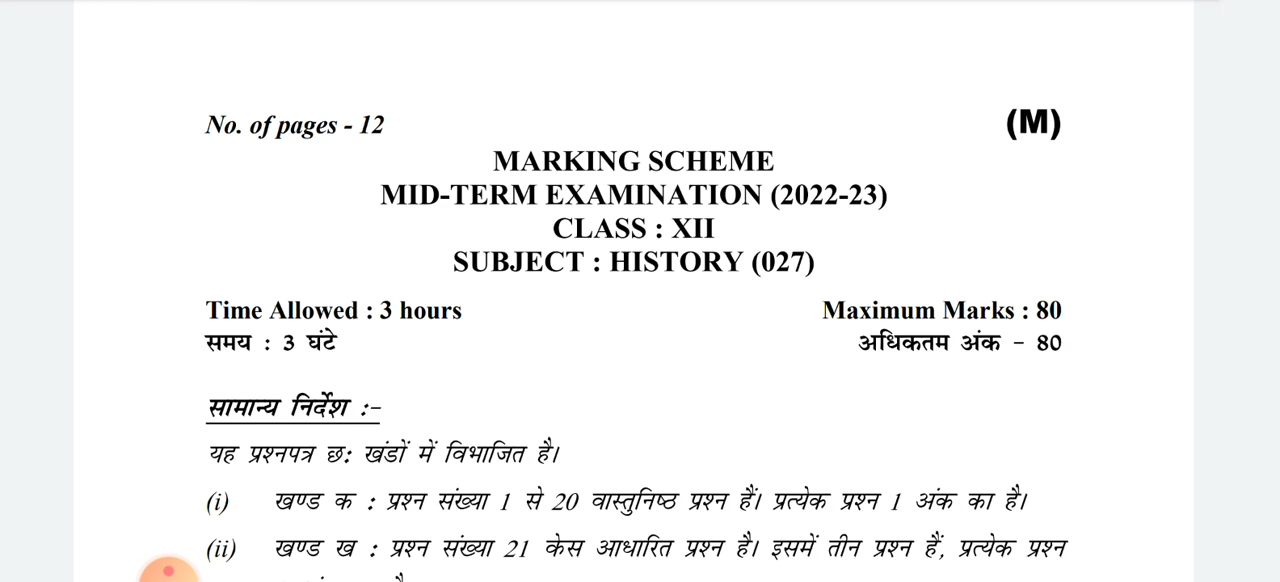 No. of pages - 12
(M)
MARKING SCHEME
MID-TERM EXAMINATION (2022-23)
CLASS : XII
SUBJECT : HISTORY (027)
Time Allowed : 3 hours
Maximum Marks : 80
समय : 3 घंटे
अधिकतम अंक - 80
सामान्य निर्देश :-
यह प्रश्नपत्र छः खंडों में विभाजित है।
(i) खण्ड क : प्रश्न संख्या 1 से 20 वास्तुनिष्ठ प्रश्न हैं। प्रत्येक प्रश्न 1 अंक का है।
(ii) खण्ड ख : प्रश्न संख्या 21 केस आधारित प्रश्न है। इसमें तीन प्रश्न हैं, प्रत्येक प्रश्न